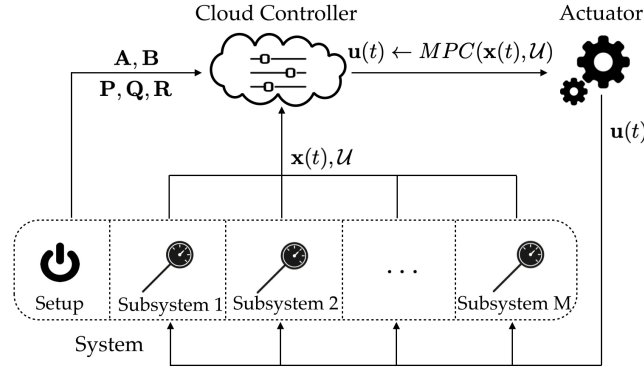 Cloud Controller
Actuator
A, B
P, Q, R
u(t) ← MPC(x(t), 𝒰)
u(t)
x(t), 𝒰
Setup
Subsystem 1
Subsystem 2
...
Subsystem M
System